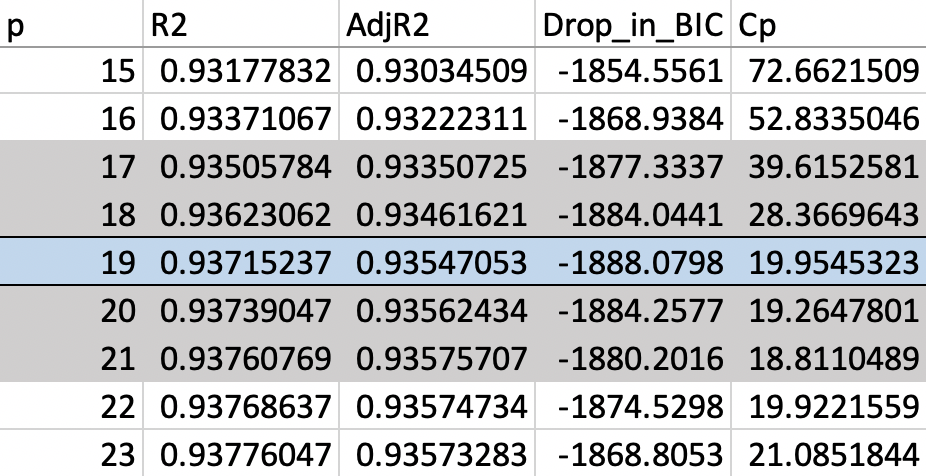 p R2 AdjR2 Drop_in_BIC Cp
15 0.93177832 0.93034509 -1854.5561 72.6621509
16 0.93371067 0.93222311 -1868.9384 52.8335046
17 0.93505784 0.93350725 -1877.3337 39.6152581
18 0.93623062 0.93461621 -1884.0441 28.3669643
19 0.93715237 0.93547053 -1888.0798 19.9545323
20 0.93739047 0.93562434 -1884.2577 19.2647801
21 0.93760769 0.93575707 -1880.2016 18.8110489
22 0.93768637 0.93574734 -1874.5298 19.9221559
23 0.93776047 0.93573283 -1868.8053 21.0851844